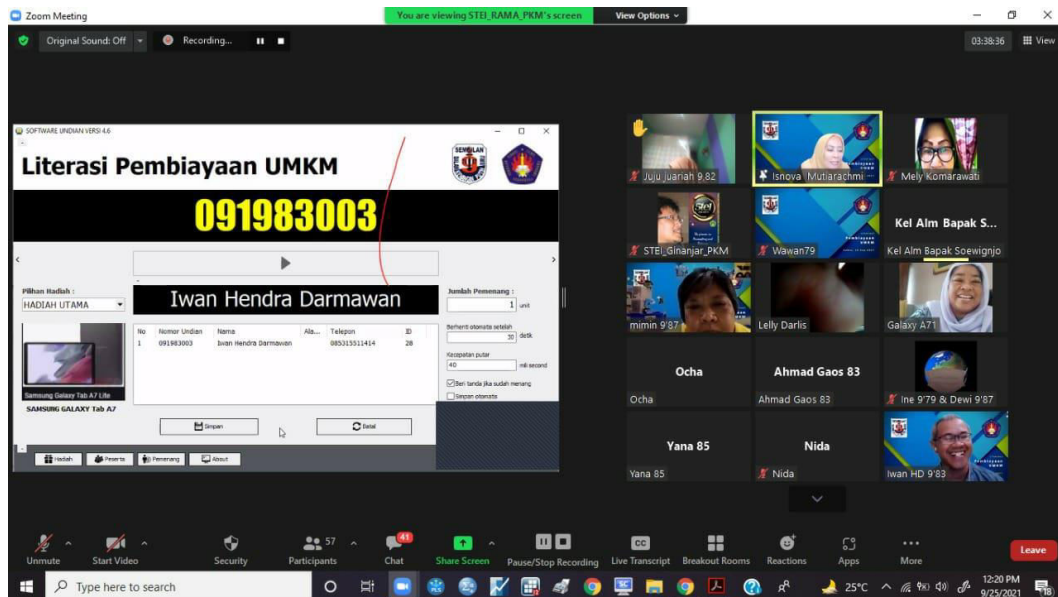 Zoom Meeting
You are viewing STEI_RAMA_PKM's screen
View Options
Original Sound: Off
Recording...
03:38:36
View
SOFTWARE UNDIAN VERSI 4.6
Literasi Pembiayaan UMKM
SEMBILAN
091983003
Pilihan Hadiah :
HADIAH UTAMA
Iwan Hendra Darmawan
Jumlah Pemenang :
1 unit
No Nomor Undian Nama Ala... Telepon ID
1 091983003 Iwan Hendra Darmawan 085315511414 28
Berhenti otomatis setelah
30 detik
Kecepatan putar
40 mili second
Beri tanda jika sudah menang
Simpan otomatis
Samsung Galaxy Tab A7 Lite
SAMSUNG GALAXY Tab A7
Simpan
Batal
Hadiah
Peserta
Pemenang
About
Juju juariah 9.82
Isnova_Mutiarachmi
Mely Komarawati
STEI_Ginanjar_PKM
Wawan79
Kel Alm Bapak S...
Kel Alm Bapak Soewignjo
mimin 9'87
Lelly Darlis
Galaxy A71
Ocha
Ocha
Ahmad Gaos 83
Ahmad Gaos 83
Ine 9'79 & Dewi 9'87
Yana 85
Yana 85
Nida
Nida
Iwan HD 9'83
Unmute
Start Video
Security
57
Participants
41
Chat
Share Screen
Pause/Stop Recording
CC
Live Transcript
Breakout Rooms
Reactions
Apps
More
Leave
Type here to search
25°C
12:20 PM
9/25/2021
18